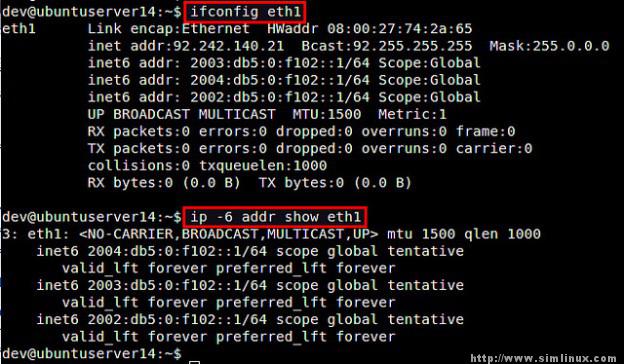 dev@ubuntuserver14:~$ ifconfig eth1
eth1      Link encap:Ethernet  HWaddr 08:00:27:74:2a:65
          inet addr:92.242.140.21  Bcast:92.255.255.255  Mask:255.0.0.0
          inet6 addr: 2003:db5:0:f102::1/64 Scope:Global
          inet6 addr: 2004:db5:0:f102::1/64 Scope:Global
          inet6 addr: 2002:db5:0:f102::1/64 Scope:Global
          UP BROADCAST MULTICAST  MTU:1500  Metric:1
          RX packets:0 errors:0 dropped:0 overruns:0 frame:0
          TX packets:0 errors:0 dropped:0 overruns:0 carrier:0
          collisions:0 txqueuelen:1000
          RX bytes:0 (0.0 B)  TX bytes:0 (0.0 B)
dev@ubuntuserver14:~$ ip -6 addr show eth1
3: eth1: <NO-CARRIER,BROADCAST,MULTICAST,UP> mtu 1500 qlen 1000
    inet6 2004:db5:0:f102::1/64 scope global tentative
       valid_lft forever preferred_lft forever
    inet6 2003:db5:0:f102::1/64 scope global tentative
       valid_lft forever preferred_lft forever
    inet6 2002:db5:0:f102::1/64 scope global tentative
       valid_lft forever preferred_lft forever
dev@ubuntuserver14:~$
http://www.simlinux.com